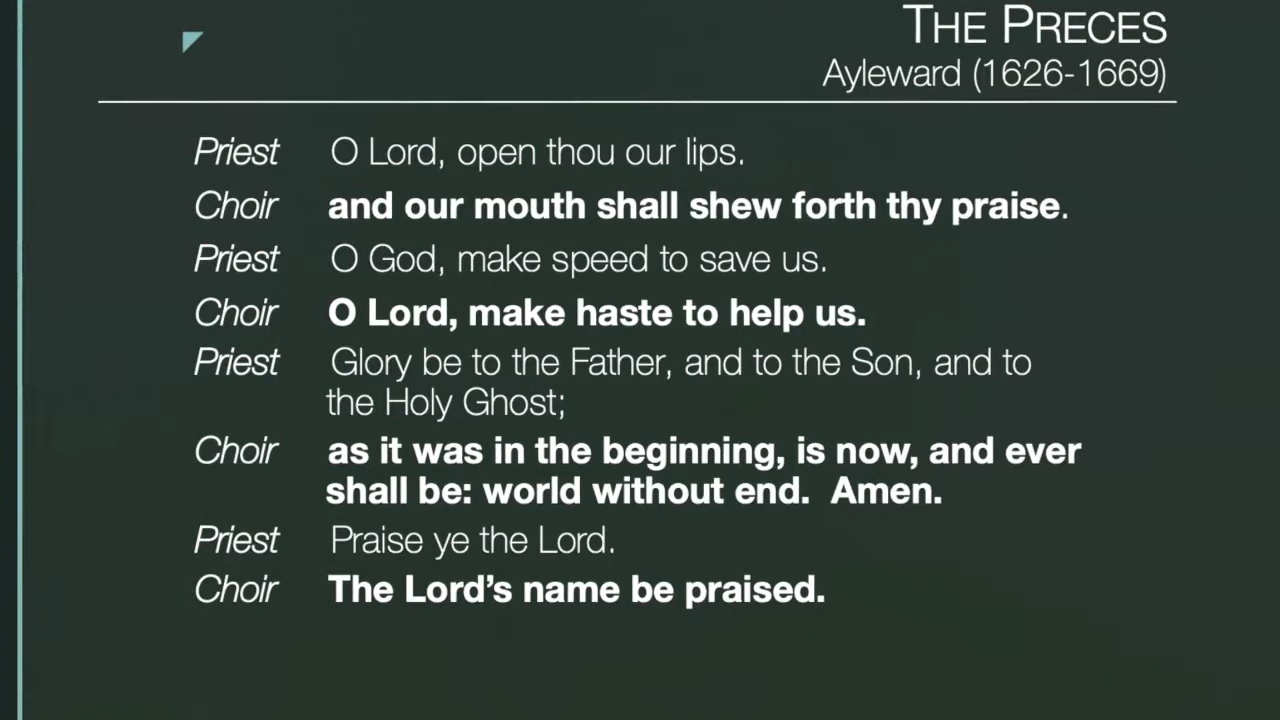 THE PRECES
Ayleward (1626-1669)
Priest O Lord, open thou our lips.
Choir and our mouth shall shew forth thy praise.
Priest O God, make speed to save us.
Choir O Lord, make haste to help us.
Priest Glory be to the Father, and to the Son, and to
the Holy Ghost;
Choir as it was in the beginning, is now, and ever
shall be: world without end. Amen.
Priest Praise ye the Lord.
Choir The Lord’s name be praised.